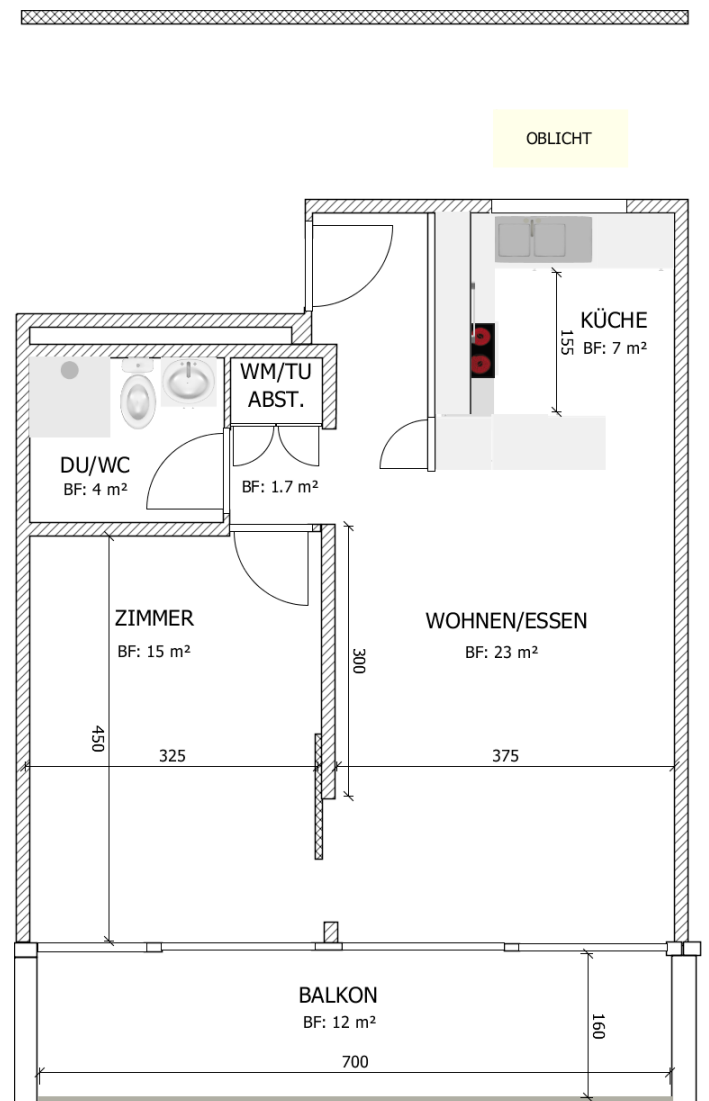 OBLICHT
KÜCHE
BF: 7 m²
155
WM/TU
ABST.
DU/WC
BF: 4 m²
BF: 1.7 m²
ZIMMER
BF: 15 m²
WOHNEN/ESSEN
BF: 23 m²
300
450
325
375
BALKON
BF: 12 m²
160
700